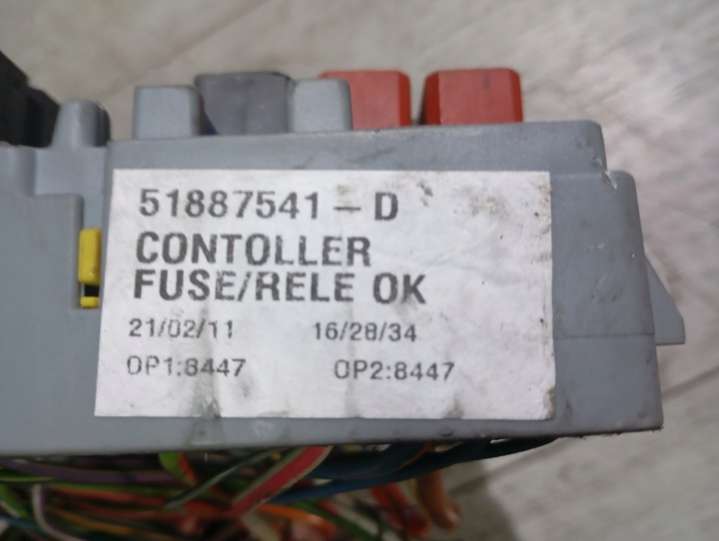 51887541-D
CONTOLLER
FUSE/RELE OK
21/02/11 16/28/34
OP1:8447 OP2:8447